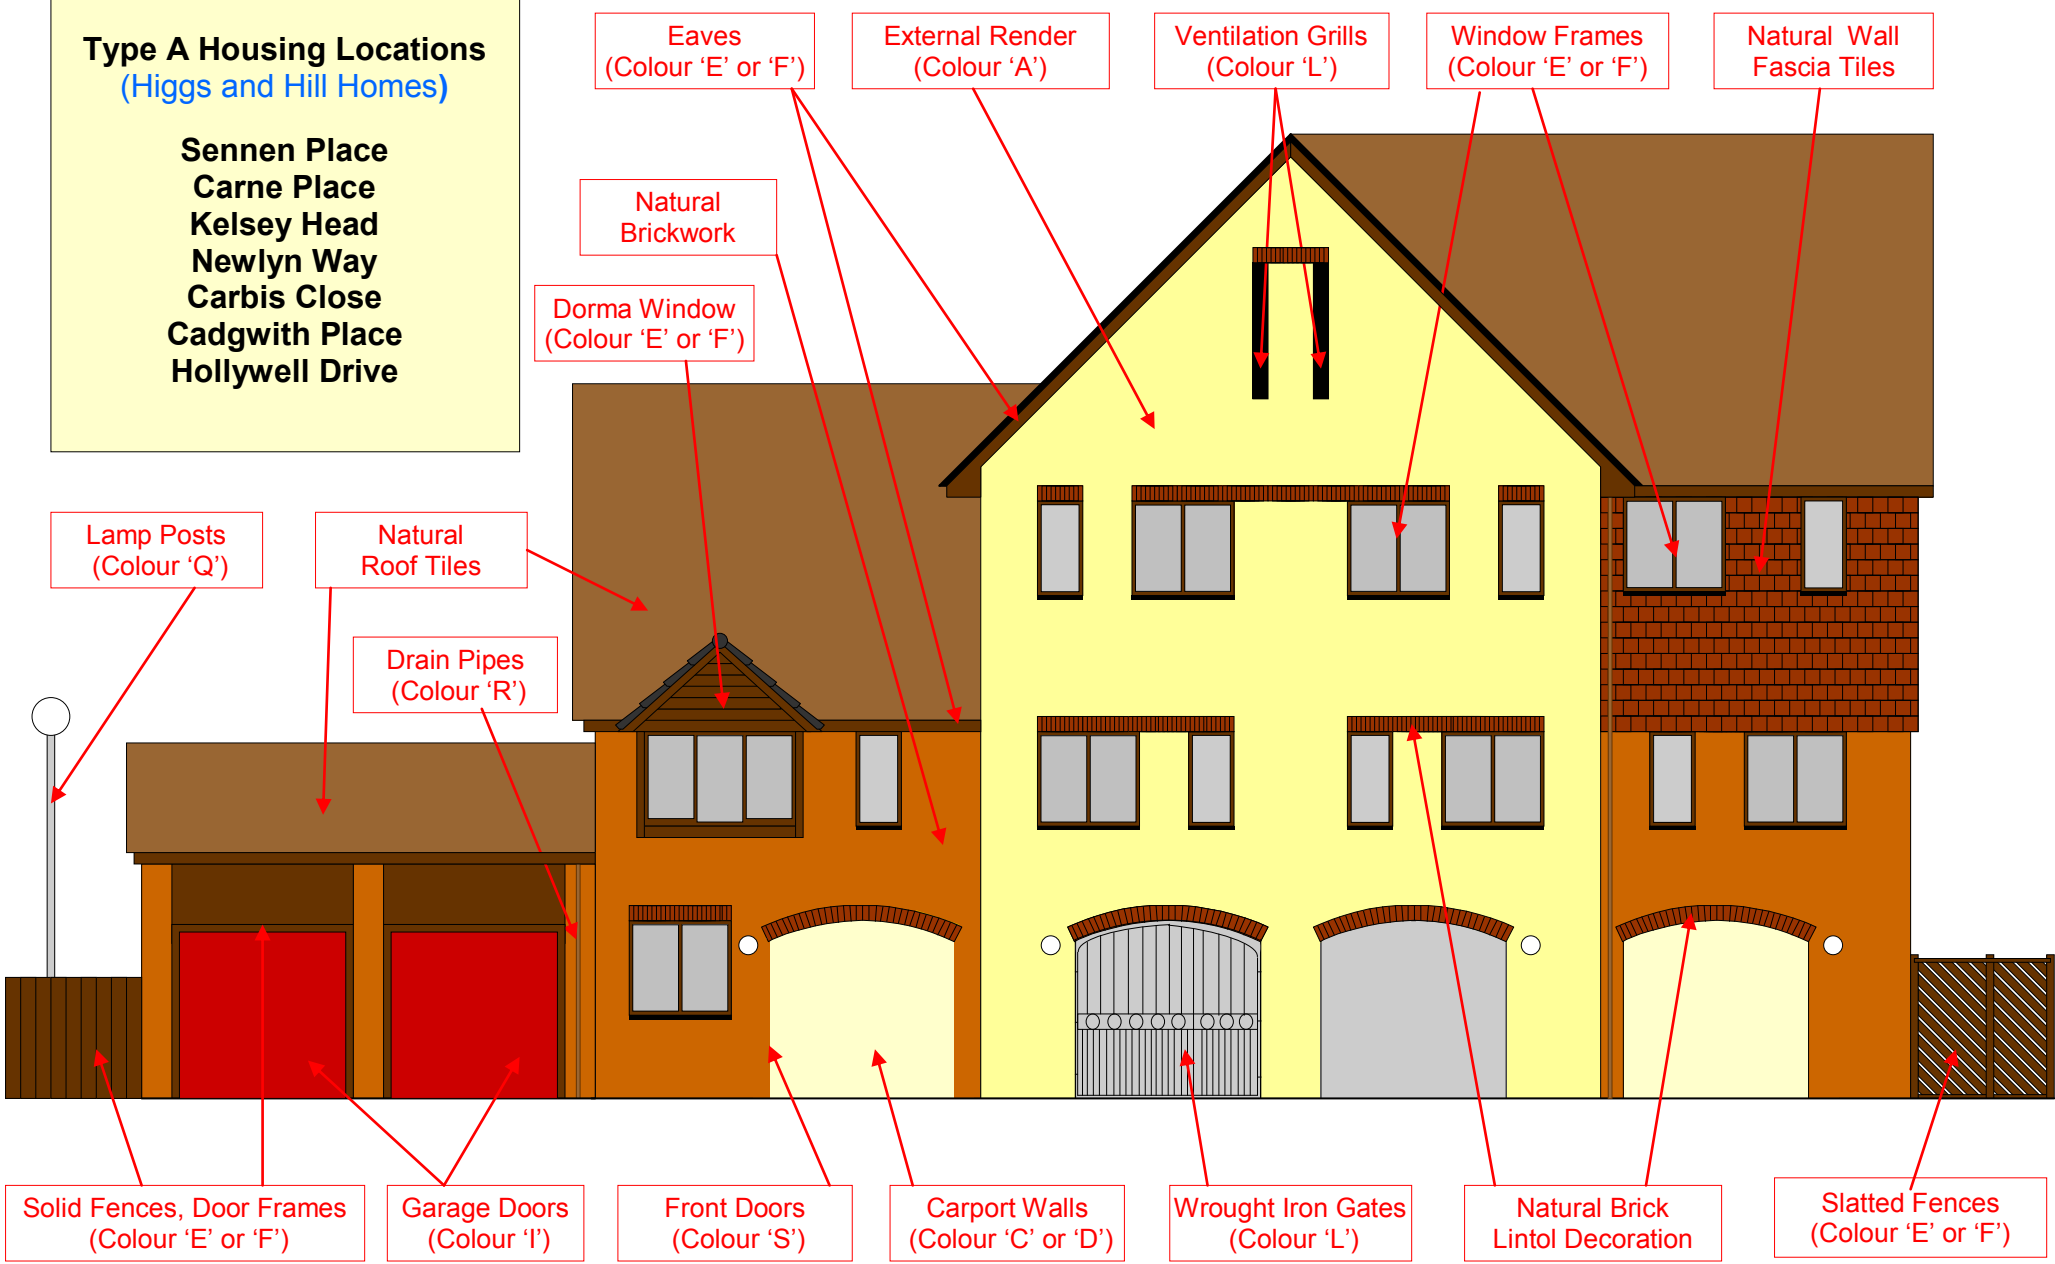 Type A Housing Locations
(Higgs and Hill Homes)
Sennen Place
Carne Place
Kelsey Head
Newlyn Way
Carbis Close
Cadgwith Place
Hollywell Drive
Eaves
(Colour ‘E’ or ‘F’)
External Render
(Colour ‘A’)
Ventilation Grills
(Colour ‘L’)
Window Frames
(Colour ‘E’ or ‘F’)
Natural Wall
Fascia Tiles
Natural
Brickwork
Dorma Window
(Colour ‘E’ or ‘F’)
Lamp Posts
(Colour ‘Q’)
Natural
Roof Tiles
Drain Pipes
(Colour ‘R’)
Solid Fences, Door Frames
(Colour ‘E’ or ‘F’)
Garage Doors
(Colour ‘I’)
Front Doors
(Colour ‘S’)
Carport Walls
(Colour ‘C’ or ‘D’)
Wrought Iron Gates
(Colour ‘L’)
Natural Brick
Lintol Decoration
Slatted Fences
(Colour ‘E’ or ‘F’)